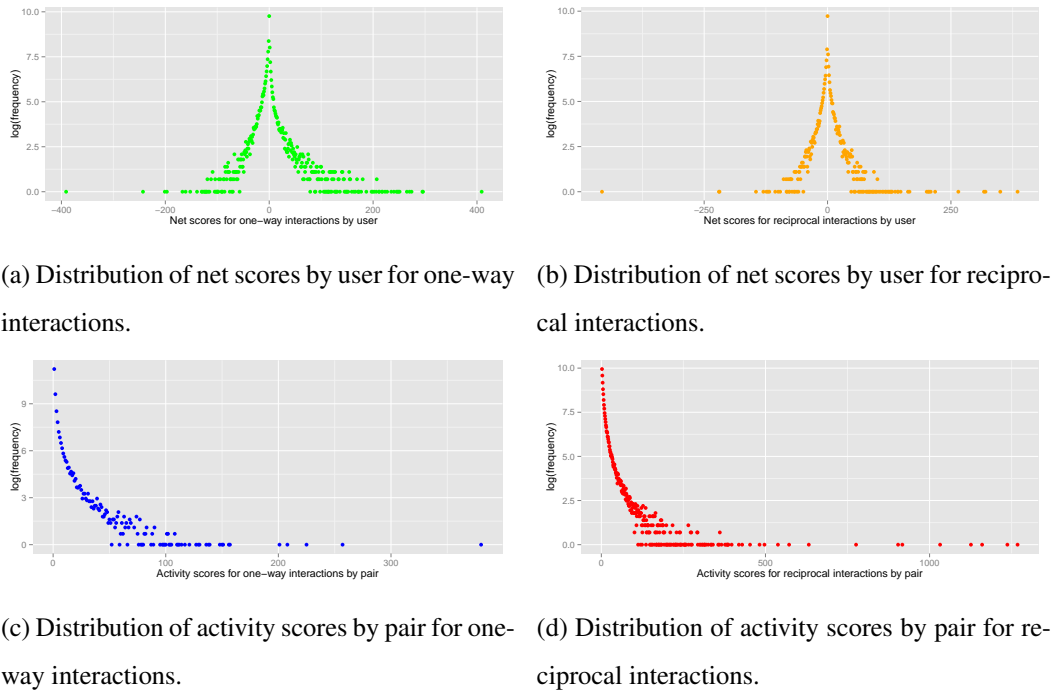 10.0
7.5
5.0
2.5
0.0
log(frequency)
−400 −200 0 200 400
Net scores for one−way interactions by user
10.0
7.5
5.0
2.5
0.0
log(frequency)
−250 0 250
Net scores for reciprocal interactions by user
(a) Distribution of net scores by user for one-way
interactions.
(b) Distribution of net scores by user for recipro-
cal interactions.
9
6
3
0
log(frequency)
0 100 200 300
Activity scores for one−way interactions by pair
10.0
7.5
5.0
2.5
0.0
log(frequency)
0 500 1000
Activity scores for reciprocal interactions by pair
(c) Distribution of activity scores by pair for one-
way interactions.
(d) Distribution of activity scores by pair for re-
ciprocal interactions.